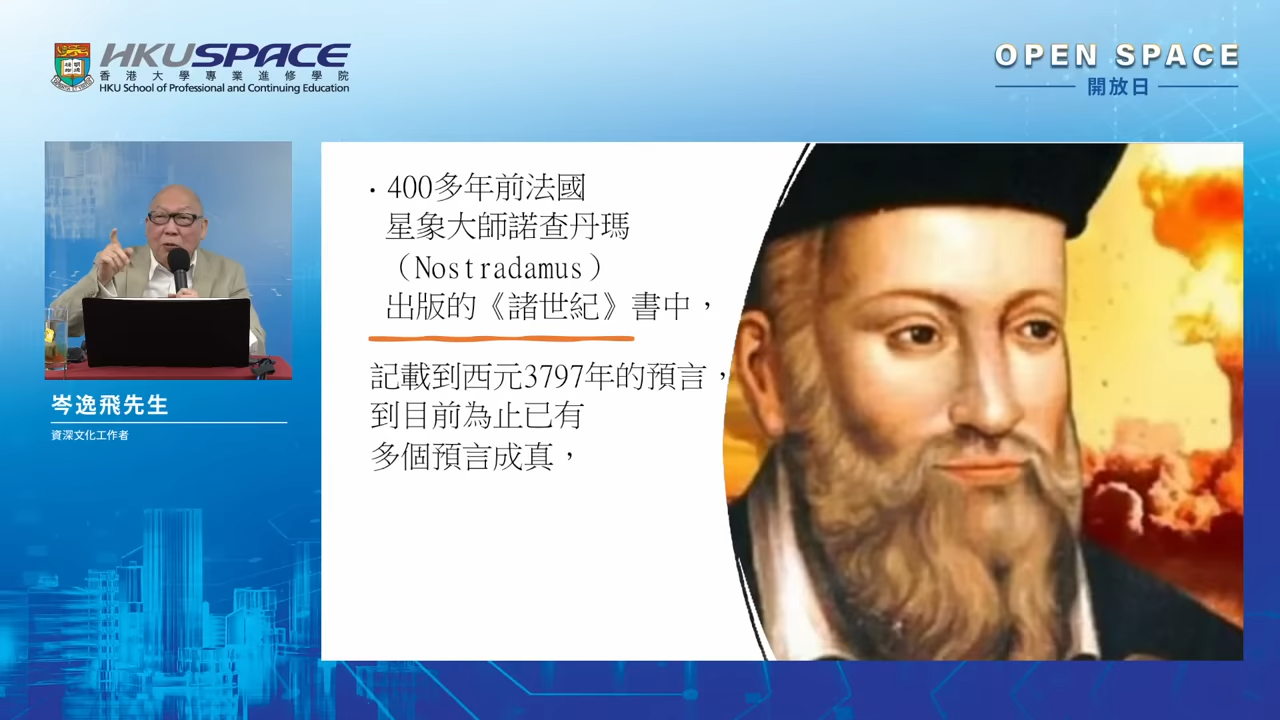 HKUSPACE
香港大學專業進修學院
HKU School of Professional and Continuing Education
OPEN SPACE
開放日
岑逸飛先生
資深文化工作者
•400多年前法國
星象大師諾查丹瑪
（Nostradamus）
出版的《諸世紀》書中，
記載到西元3797年的預言，
到目前為止已有
多個預言成真，